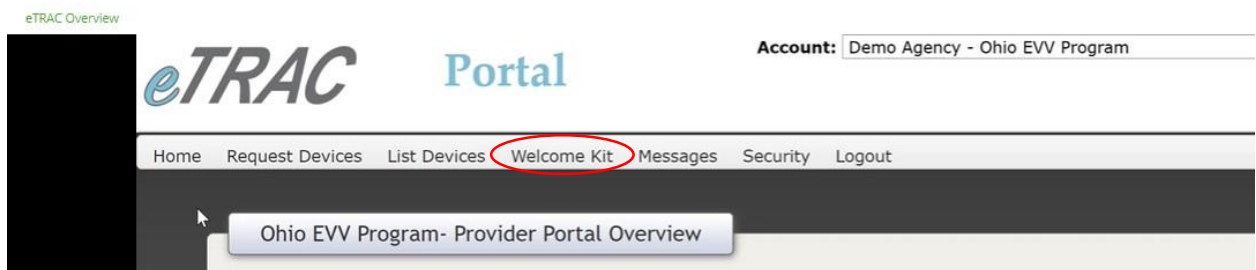 eTRAC Overview
eTRAC Portal
Account: Demo Agency - Ohio EVV Program
Home Request Devices List Devices Welcome Kit Messages Security Logout
Ohio EVV Program- Provider Portal Overview